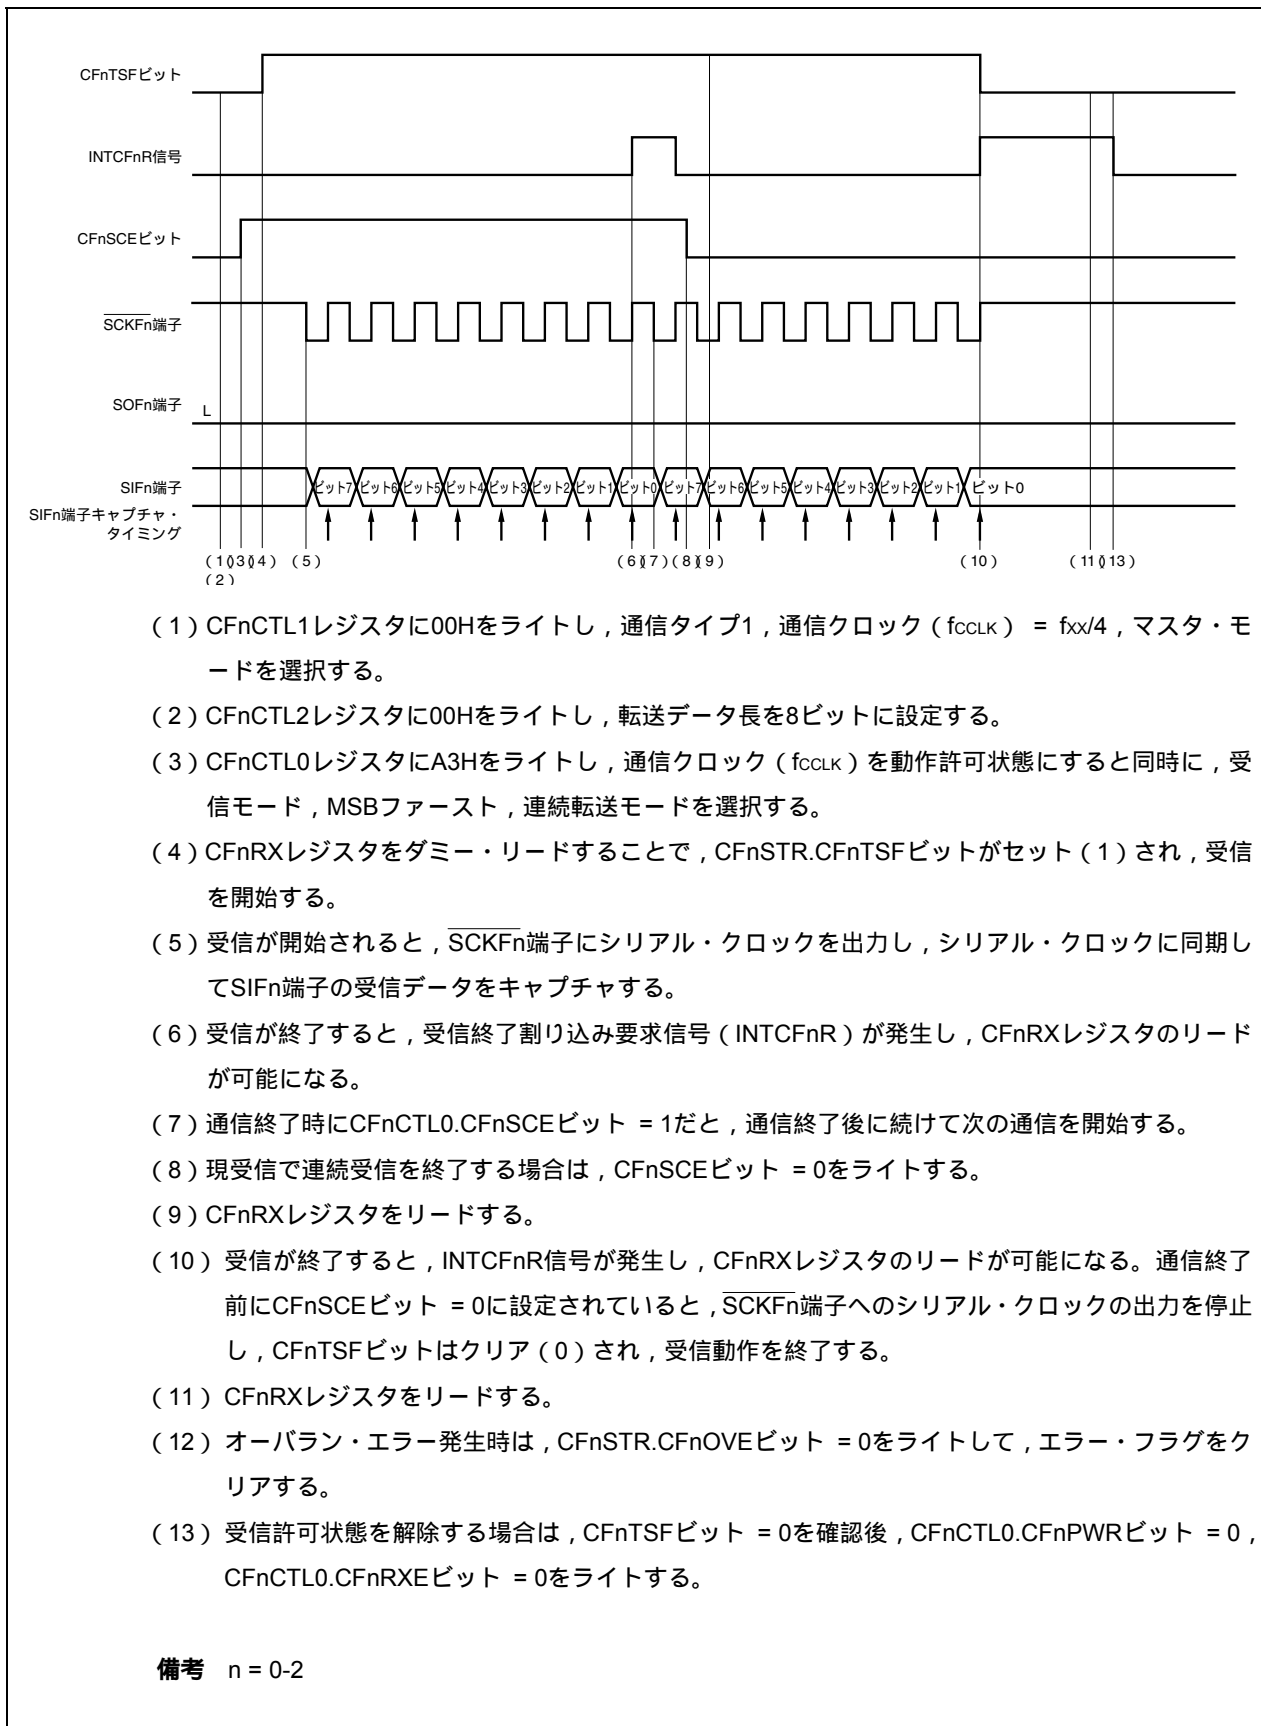 CFnTSFビット
INTCFnR信号
CFnSCEビット
SCKFn端子
SOFn端子 L
SIFn端子 ビット7 ビット6 ビット5 ビット4 ビット3 ビット2 ビット1 ビット0 ビット7 ビット6 ビット5 ビット4 ビット3 ビット2 ビット1 ビット0
SIFn端子キャプチャ・
タイミング
(1)(3)(4) (5) (6)(7)(8)(9) (10) (11)(13)
(2)
(1)CFnCTL1レジスタに00Hをライトし,通信タイプ1,通信クロック(fCCLK) = fXX/4,マスタ・モ
ードを選択する。
(2)CFnCTL2レジスタに00Hをライトし,転送データ長を8ビットに設定する。
(3)CFnCTL0レジスタにA3Hをライトし,通信クロック(fCCLK)を動作許可状態にすると同時に,受
信モード,MSBファースト,連続転送モードを選択する。
(4)CFnRXレジスタをダミー・リードすることで,CFnSTR.CFnTSFビットがセット(1)され,受信
を開始する。
(5)受信が開始されると,SCKFn端子にシリアル・クロックを出力し,シリアル・クロックに同期し
てSIFn端子の受信データをキャプチャする。
(6)受信が終了すると,受信終了割り込み要求信号(INTCFnR)が発生し,CFnRXレジスタのリード
が可能になる。
(7)通信終了時にCFnCTL0.CFnSCEビット = 1だと,通信終了後に続けて次の通信を開始する。
(8)現受信で連続受信を終了する場合は,CFnSCEビット = 0をライトする。
(9)CFnRXレジスタをリードする。
(10) 受信が終了すると,INTCFnR信号が発生し,CFnRXレジスタのリードが可能になる。通信終了
前にCFnSCEビット = 0に設定されていると,SCKFn端子へのシリアル・クロックの出力を停止
し,CFnTSFビットはクリア(0)され,受信動作を終了する。
(11) CFnRXレジスタをリードする。
(12) オーバラン・エラー発生時は,CFnSTR.CFnOVEビット = 0をライトして,エラー・フラグをク
リアする。
(13) 受信許可状態を解除する場合は,CFnTSFビット = 0を確認後,CFnCTL0.CFnPWRビット = 0,
CFnCTL0.CFnRXEビット = 0をライトする。
備考 n = 0-2